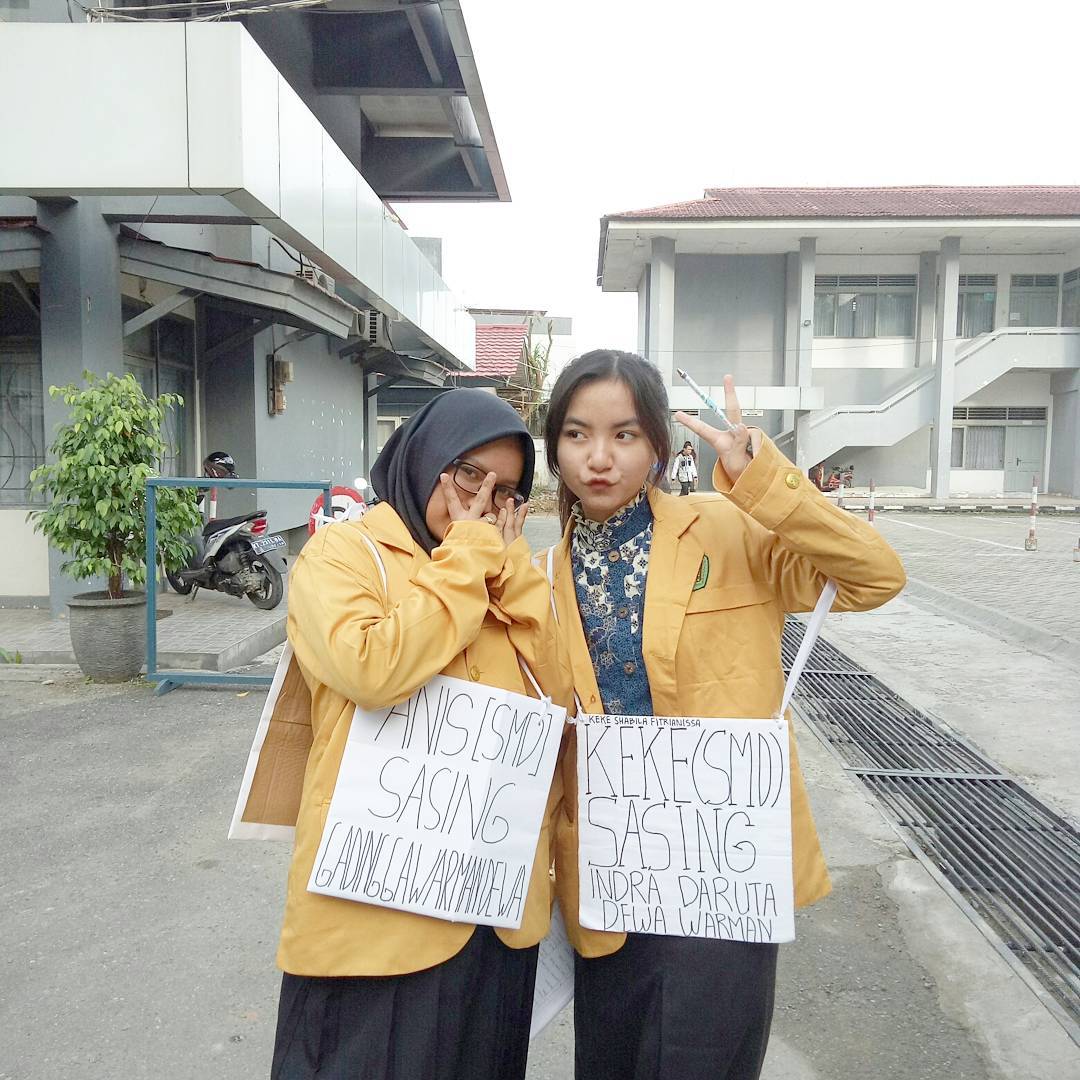 ANIS [SMD]
SASING
GADINGGAWARMANDEWA
KEKE SHABILA FITRIANISSA
KEKE (SMD)
SASING
INDRA DARUTA
DEWA WARMAN